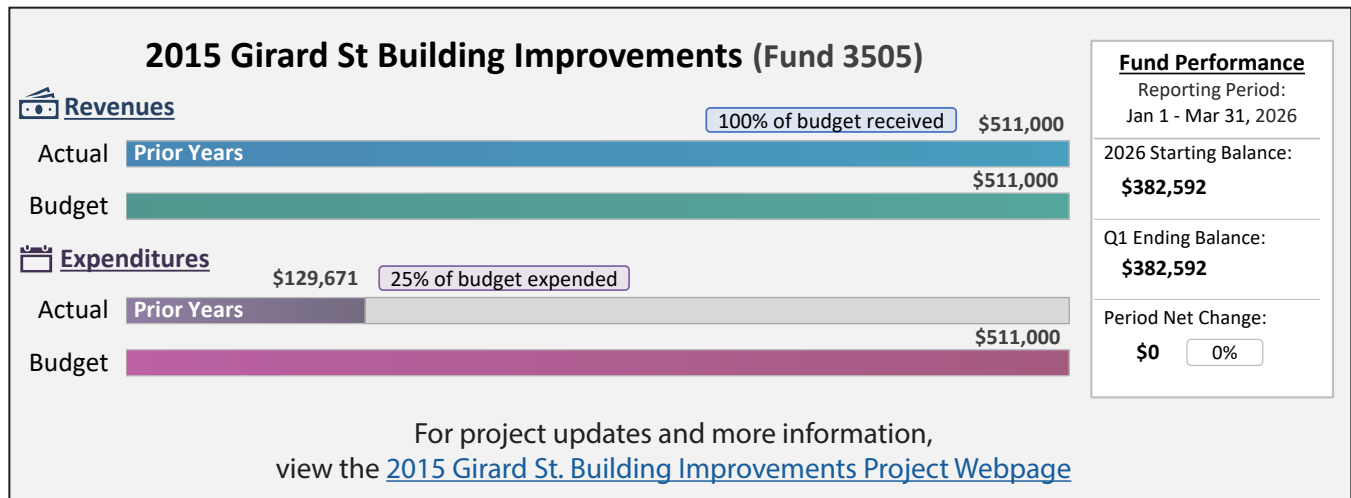 2015 Girard St Building Improvements (Fund 3505)
Revenues
100% of budget received
$511,000
Actual
Prior Years
$511,000
Budget
Expenditures
$129,671
25% of budget expended
Actual
Prior Years
$511,000
Budget
Fund Performance
Reporting Period:
Jan 1 - Mar 31, 2026
2026 Starting Balance:
$382,592
Q1 Ending Balance:
$382,592
Period Net Change:
$0 0%
For project updates and more information,
view the 2015 Girard St. Building Improvements Project Webpage